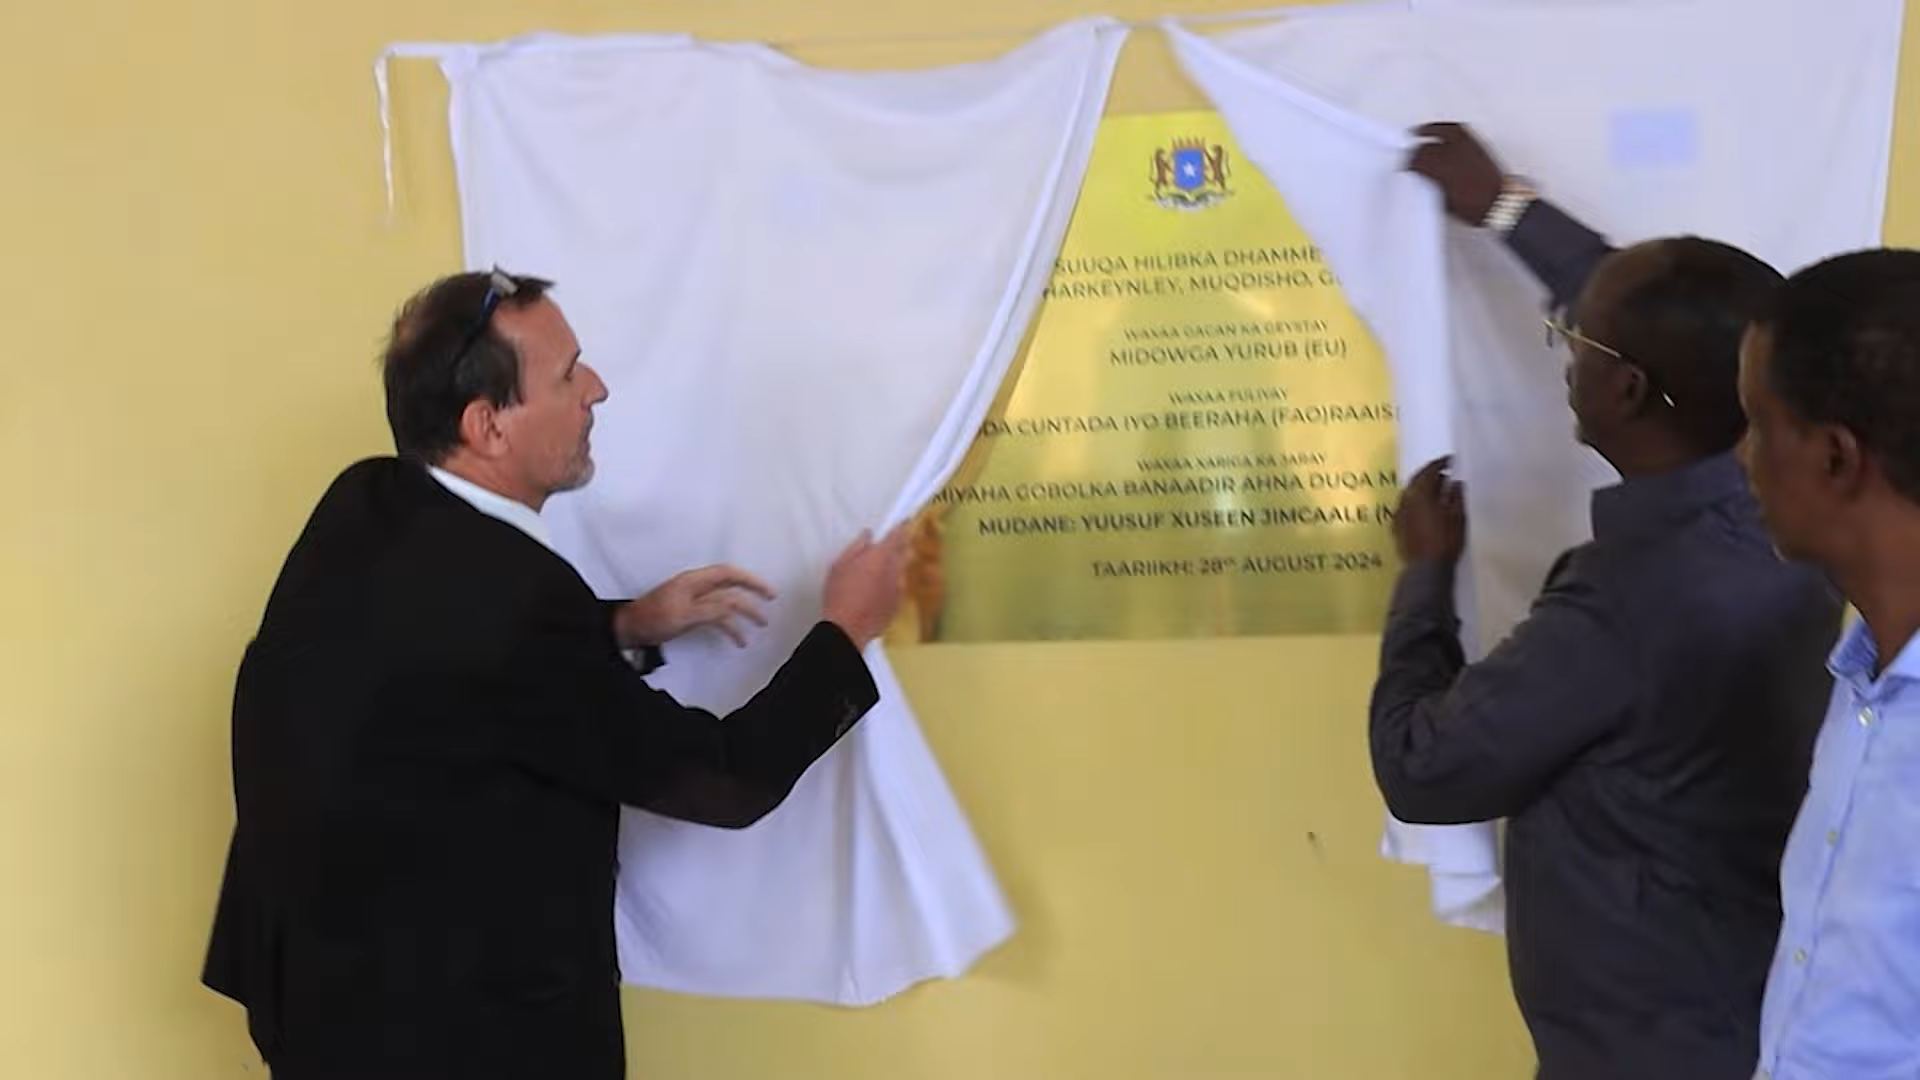 SUUQA HILIBKA DHAMME
HARKEYNLEY, MUQDISHO, G
WAXAA GACAN KA GEYSTAY
MIDOWGA YURUB (EU)
WAXAA FULIYAY
DA CUNTADA IYO BEERAHA (FAO)RAAIS
WAXAA XARIGA KA JARAY
MIYAHA GOBOLKA BANAADIR AHNA DUQA M
MUDANE: YUUSUF XUSEEN JIMCAALE (M
TAARIIKH: 28ᵗʰ AUGUST 2024